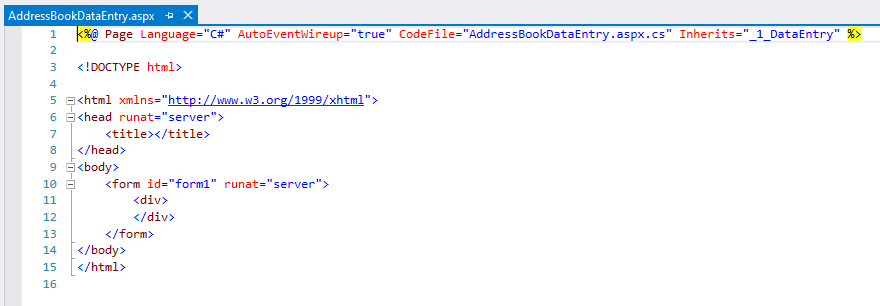 AddressBookDataEntry.aspx
1 <%@ Page Language="C#" AutoEventWireup="true" CodeFile="AddressBookDataEntry.aspx.cs" Inherits="_1_DataEntry" %>
2
3 <!DOCTYPE html>
4
5 <html xmlns="http://www.w3.org/1999/xhtml">
6 <head runat="server">
7     <title></title>
8 </head>
9 <body>
10     <form id="form1" runat="server">
11         <div>
12         </div>
13     </form>
14 </body>
15 </html>
16